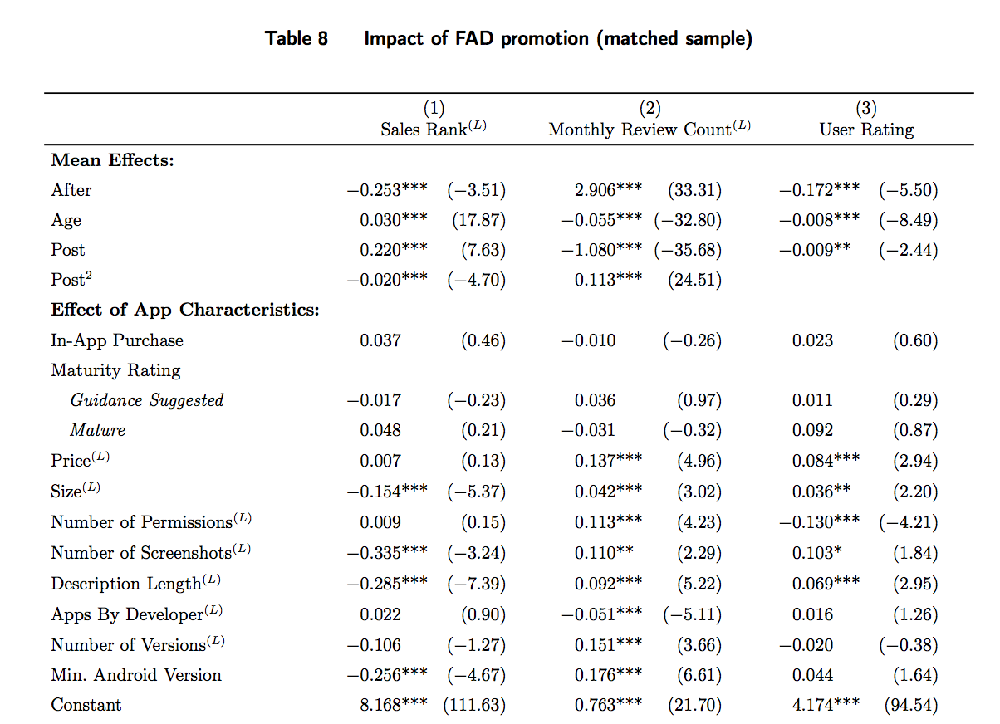 Table 8 Impact of FAD promotion (matched sample)
(1) (2) (3)
Sales Rank(L) Monthly Review Count(L) User Rating
Mean Effects:
After −0.253*** (−3.51) 2.906*** (33.31) −0.172*** (−5.50)
Age 0.030*** (17.87) −0.055*** (−32.80) −0.008*** (−8.49)
Post 0.220*** (7.63) −1.080*** (−35.68) −0.009** (−2.44)
Post² −0.020*** (−4.70) 0.113*** (24.51)
Effect of App Characteristics:
In-App Purchase 0.037 (0.46) −0.010 (−0.26) 0.023 (0.60)
Maturity Rating
Guidance Suggested −0.017 (−0.23) 0.036 (0.97) 0.011 (0.29)
Mature 0.048 (0.21) −0.031 (−0.32) 0.092 (0.87)
Price(L) 0.007 (0.13) 0.137*** (4.96) 0.084*** (2.94)
Size(L) −0.154*** (−5.37) 0.042*** (3.02) 0.036** (2.20)
Number of Permissions(L) 0.009 (0.15) 0.113*** (4.23) −0.130*** (−4.21)
Number of Screenshots(L) −0.335*** (−3.24) 0.110** (2.29) 0.103* (1.84)
Description Length(L) −0.285*** (−7.39) 0.092*** (5.22) 0.069*** (2.95)
Apps By Developer(L) 0.022 (0.90) −0.051*** (−5.11) 0.016 (1.26)
Number of Versions(L) −0.106 (−1.27) 0.151*** (3.66) −0.020 (−0.38)
Min. Android Version −0.256*** (−4.67) 0.176*** (6.61) 0.044 (1.64)
Constant 8.168*** (111.63) 0.763*** (21.70) 4.174*** (94.54)